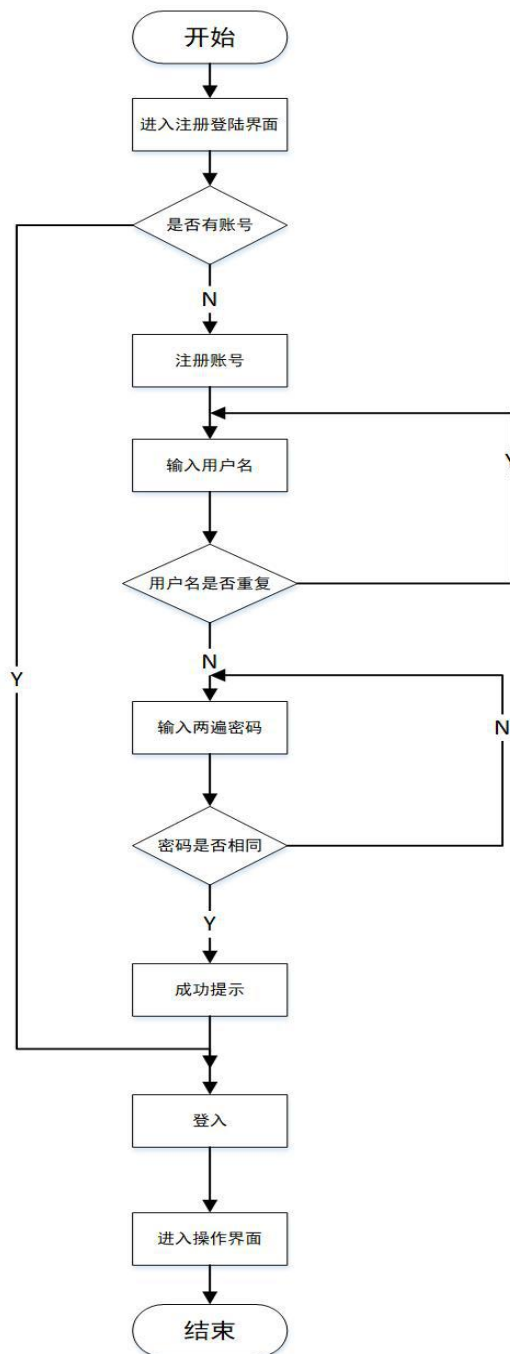 开始
进入注册登陆界面
是否有账号
N
注册账号
输入用户名
Y
用户名是否重复
N
Y
输入两遍密码
N
密码是否相同
Y
成功提示
登入
进入操作界面
结束